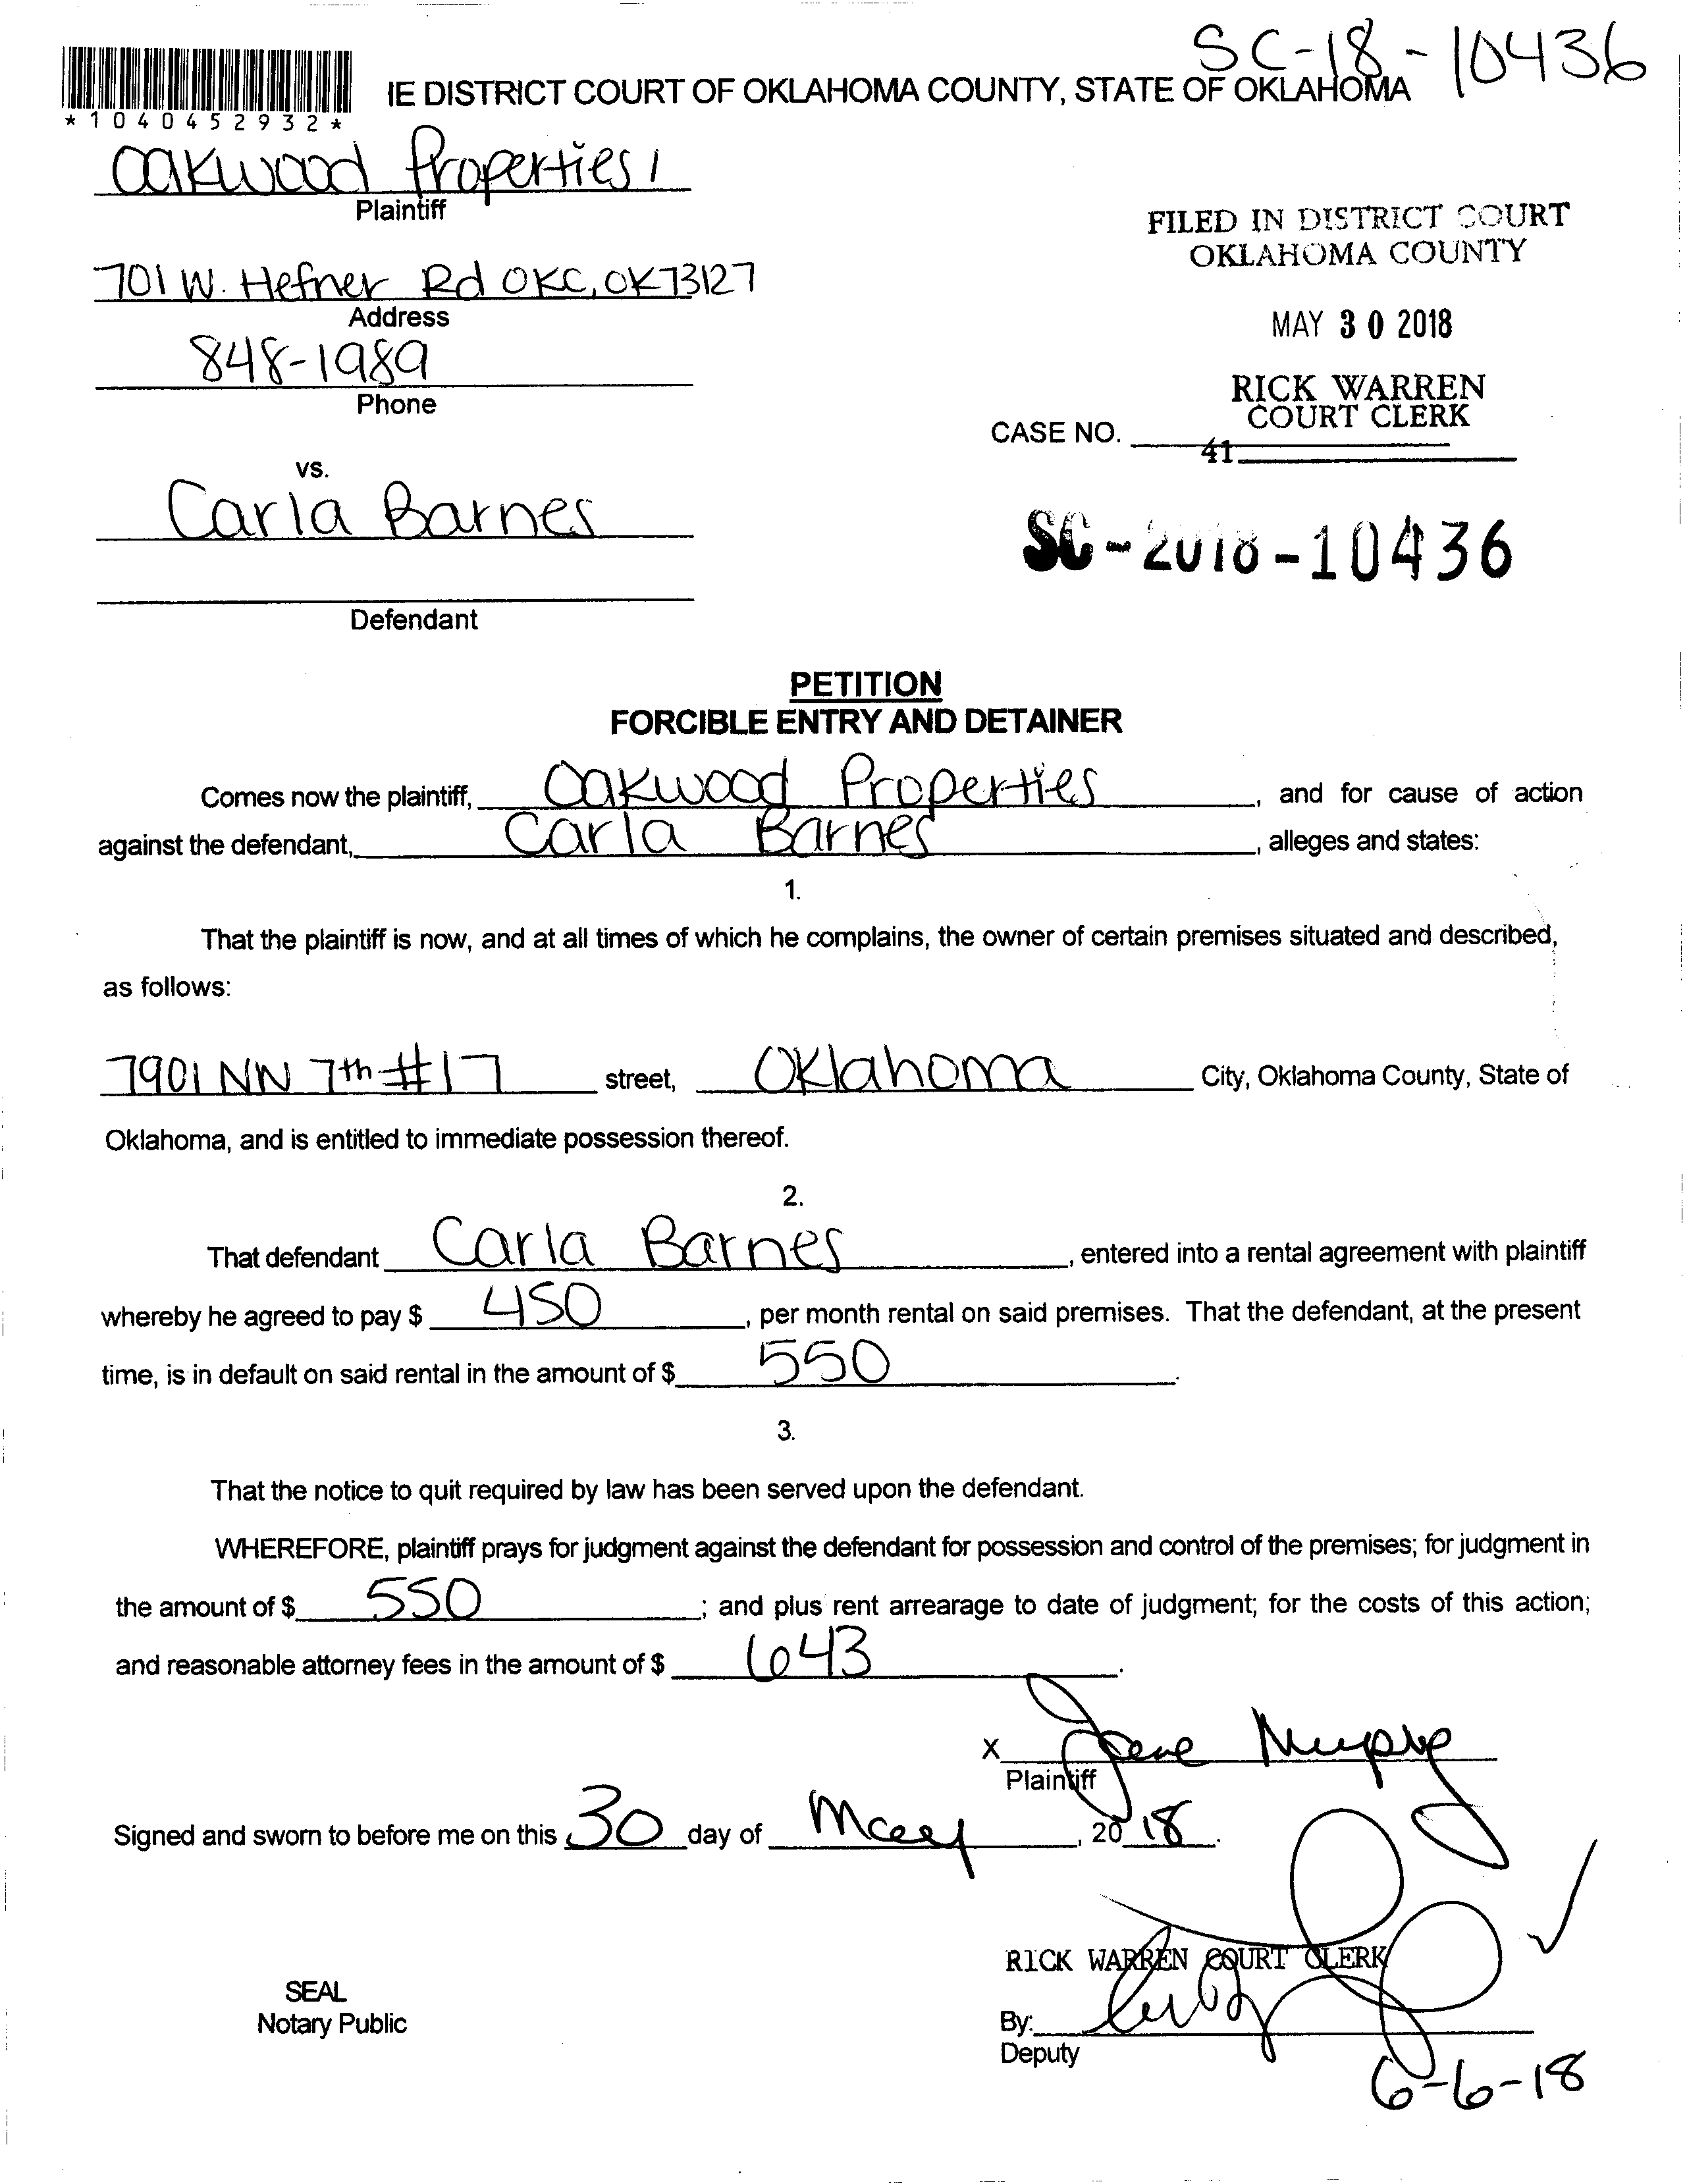 SC-18-10436
IE DISTRICT COURT OF OKLAHOMA COUNTY, STATE OF OKLAHOMA
*1040452932*
Oakwood Properties 1
Plaintiff
FILED IN DISTRICT COURT
OKLAHOMA COUNTY
701 W. Hefner Rd OKC, OK 73127
Address
MAY 30 2018
848-1989
Phone
RICK WARREN
COURT CLERK
CASE NO.
41
vs.
Carla Barnes
SC-2018-10436
Defendant
PETITION
FORCIBLE ENTRY AND DETAINER
Comes now the plaintiff, Oakwood Properties, and for cause of action
against the defendant, Carla Barnes, alleges and states:
1.
That the plaintiff is now, and at all times of which he complains, the owner of certain premises situated and described,
as follows:
7901 NW 7th #17 street, Oklahoma City, Oklahoma County, State of
Oklahoma, and is entitled to immediate possession thereof.
2.
That defendant Carla Barnes, entered into a rental agreement with plaintiff
whereby he agreed to pay $ 450, per month rental on said premises. That the defendant, at the present
time, is in default on said rental in the amount of $ 550.
3.
That the notice to quit required by law has been served upon the defendant.
WHEREFORE, plaintiff prays for judgment against the defendant for possession and control of the premises; for judgment in
the amount of $ 550; and plus rent arrearage to date of judgment; for the costs of this action;
and reasonable attorney fees in the amount of $ 643.
X Murphy
Plaintiff
Signed and sworn to before me on this 30 day of May, 20 18.
RICK WARREN COURT CLERK
SEAL
Notary Public
By:
Deputy
6-6-18